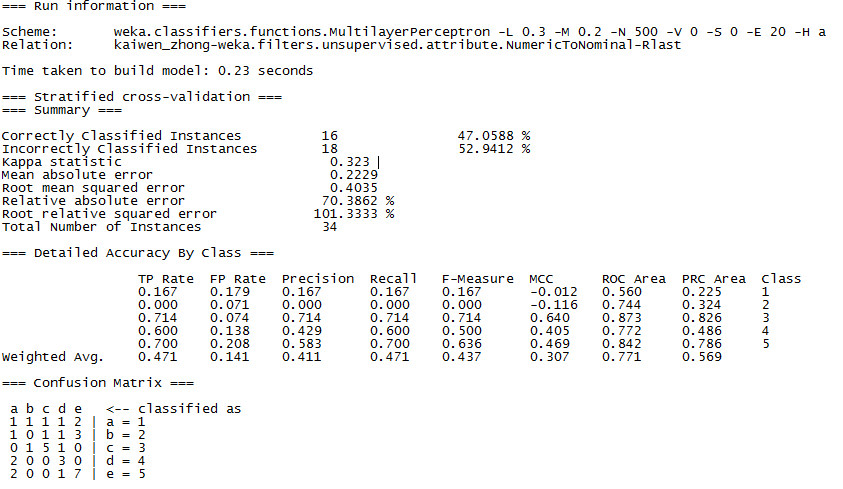 === Run information ===
Scheme: weka.classifiers.functions.MultilayerPerceptron -L 0.3 -M 0.2 -N 500 -V 0 -S 0 -E 20 -H a
Relation: kaiwen_zhong-weka.filters.unsupervised.attribute.NumericToNominal-Rlast
Time taken to build model: 0.23 seconds
=== Stratified cross-validation ===
=== Summary ===
Correctly Classified Instances 16 47.0588 %
Incorrectly Classified Instances 18 52.9412 %
Kappa statistic 0.323
Mean absolute error 0.2229
Root mean squared error 0.4035
Relative absolute error 70.3862 %
Root relative squared error 101.3333 %
Total Number of Instances 34
=== Detailed Accuracy By Class ===
TP Rate FP Rate Precision Recall F-Measure MCC ROC Area PRC Area Class
0.167 0.179 0.167 0.167 0.167 -0.012 0.560 0.225 1
0.000 0.071 0.000 0.000 0.000 -0.116 0.744 0.324 2
0.714 0.074 0.714 0.714 0.714 0.640 0.873 0.826 3
0.600 0.138 0.429 0.600 0.500 0.405 0.772 0.486 4
0.700 0.208 0.583 0.700 0.636 0.469 0.842 0.786 5
Weighted Avg. 0.471 0.141 0.411 0.471 0.437 0.307 0.771 0.569
=== Confusion Matrix ===
a b c d e <-- classified as
1 1 1 1 2 | a = 1
1 0 1 1 3 | b = 2
0 1 5 1 0 | c = 3
2 0 0 3 0 | d = 4
2 0 0 1 7 | e = 5